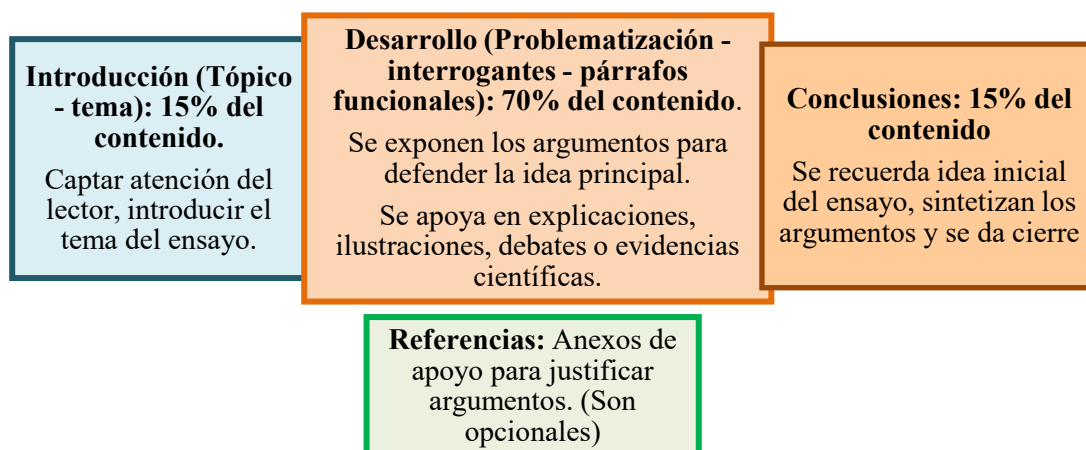 Introducción (Tópico
- tema): 15% del
contenido.
Captar atención del
lector, introducir el
tema del ensayo.
Desarrollo (Problematización -
interrogantes - párrafos
funcionales): 70% del contenido.
Se exponen los argumentos para
defender la idea principal.
Se apoya en explicaciones,
ilustraciones, debates o evidencias
científicas.
Conclusiones: 15% del
contenido
Se recuerda idea inicial
del ensayo, sintetizan los
argumentos y se da cierre
Referencias: Anexos de
apoyo para justificar
argumentos. (Son
opcionales)